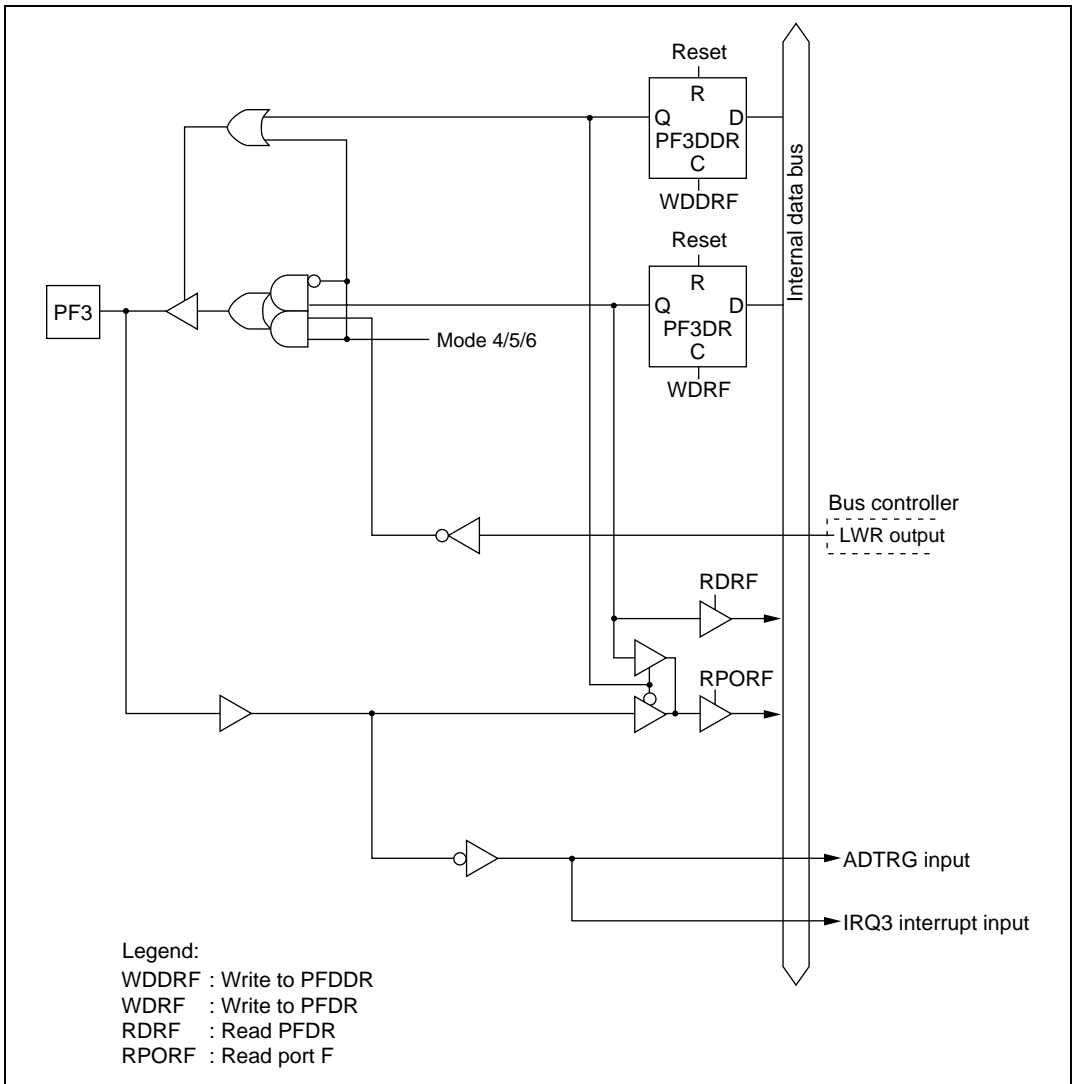 Reset
R
Q D
PF3DDR
C
WDDRF
Reset
R
Q D
PF3DR
C
WDRF
Internal data bus
PF3
Mode 4/5/6
Bus controller
LWR output
RDRF
RPORF
ADTRG input
IRQ3 interrupt input
Legend:
WDDRF : Write to PFDDR
WDRF : Write to PFDR
RDRF : Read PFDR
RPORF : Read port F